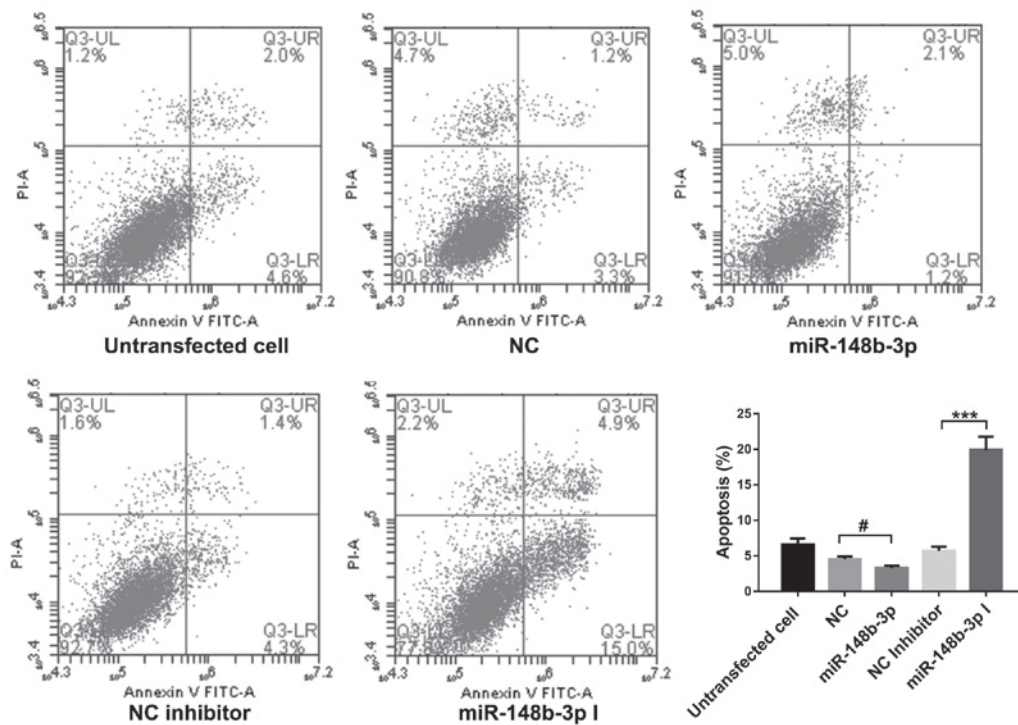 Q3-UL
1.2%
Q3-UR
2.0%
Q3-LR
4.6%
PI-A
Annexin V FITC-A
Untransfected cell
Q3-UL
4.7%
Q3-UR
1.2%
90.8%
Q3-LR
3.3%
PI-A
Annexin V FITC-A
NC
Q3-UL
5.0%
Q3-UR
2.1%
Q3-LR
1.2%
PI-A
Annexin V FITC-A
miR-148b-3p
Q3-UL
1.6%
Q3-UR
1.4%
Q3-LR
4.3%
PI-A
Annexin V FITC-A
NC inhibitor
Q3-UL
2.2%
Q3-UR
4.9%
Q3-LR
15.0%
PI-A
Annexin V FITC-A
miR-148b-3p I
Apoptosis (%)
25
20
15
10
5
0
#
***
Untransfected cell
NC
miR-148b-3p
NC Inhibitor
miR-148b-3p I